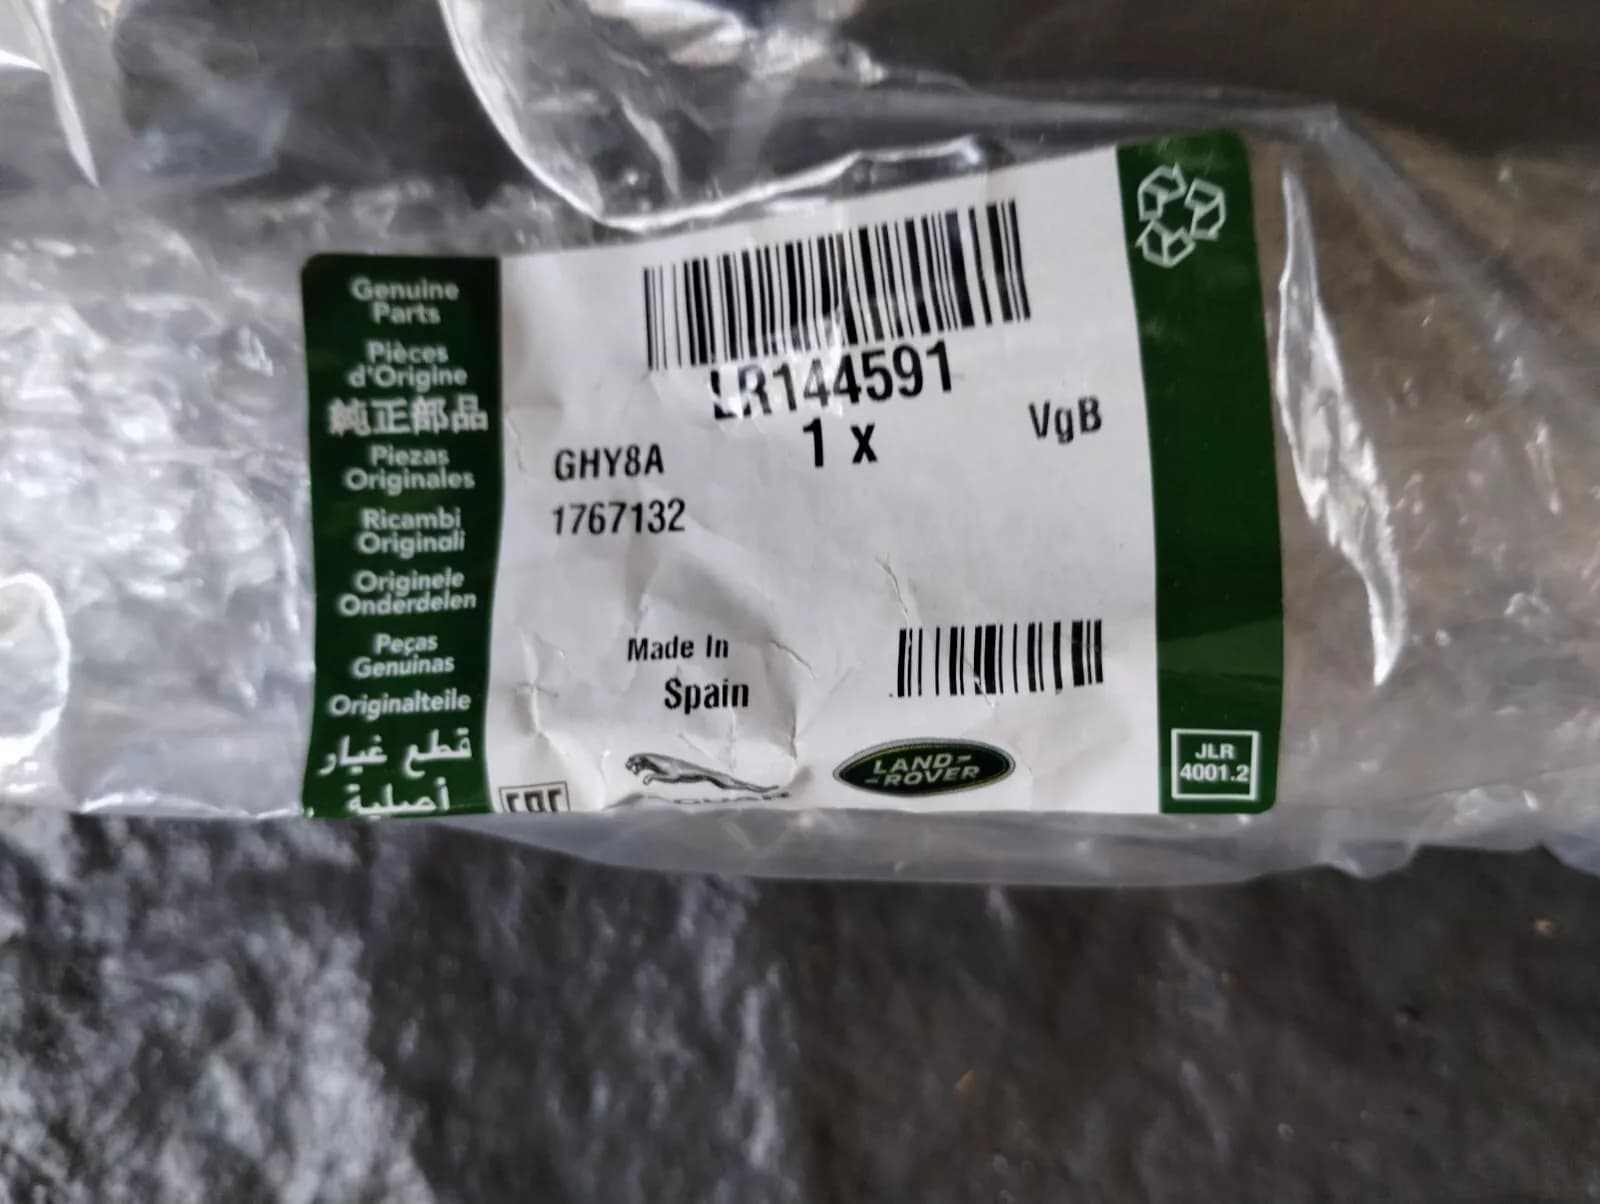 Genuine
Parts
Pièces
d'Origine
純正部品
Piezas
Originales
Ricambi
Originali
Originele
Onderdelen
Peças
Genuinas
Originalteile
قطع غيار
أصلية
LR144591
1 x
VgB
GHY8A
1767132
Made In
Spain
LAND-
-ROVER
JLR
4001.2